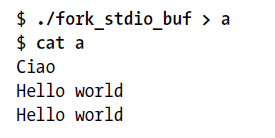 $ ./fork_stdio_buf > a
$ cat a
Ciao
Hello world
Hello world